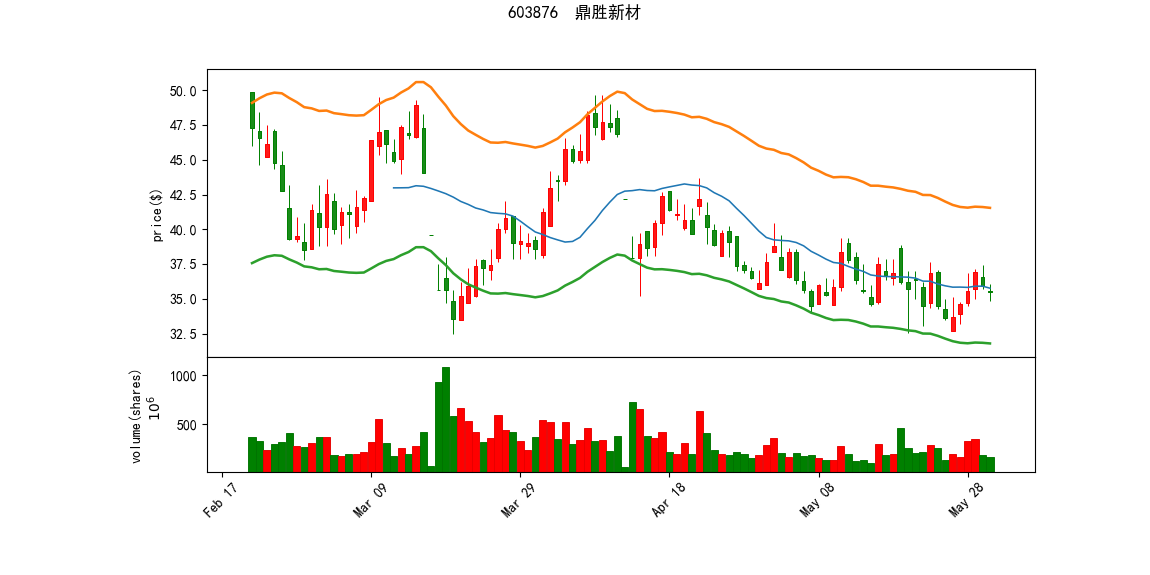 603876 鼎胜新材
50.0
47.5
45.0
42.5
40.0
37.5
35.0
32.5
price($)
1000
500
volume(shares)
10^6
Feb 17
Mar 09
Mar 29
Apr 18
May 08
May 28